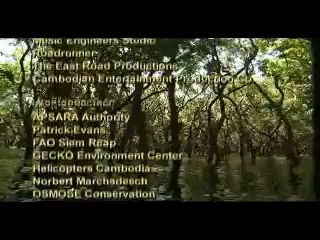 Music Engineers Studio
Roadrunner
The East Road Productions
Cambodian Entertainment Production Co
APSARA Authority
Patrick Evans
FAO Siem Reap
GECKO Environment Center
Helicopters Cambodia
Norbert Marchsdesch
OSMOSE Conservation